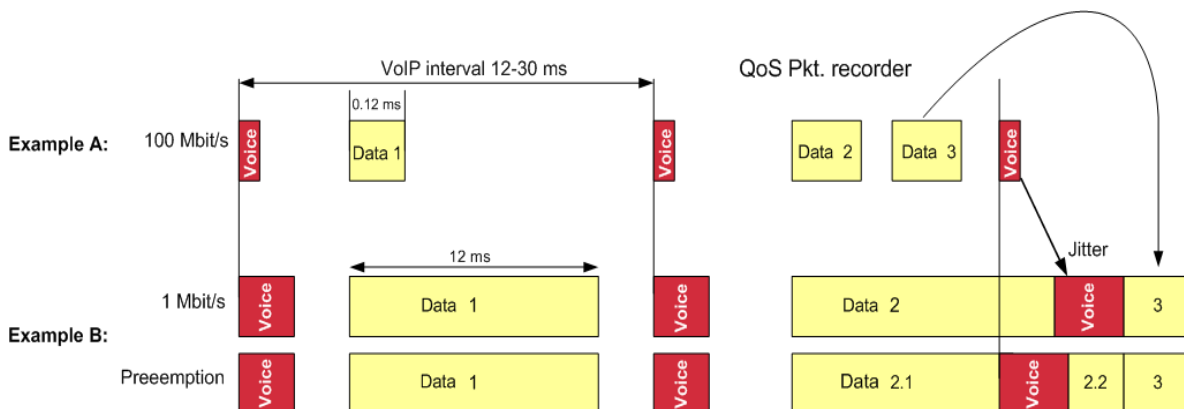 VoIP interval 12-30 ms
QoS Pkt. recorder
0.12 ms
Example A:
100 Mbit/s
Voice
Data 1
Voice
Data 2
Data 3
Voice
Jitter
12 ms
1 Mbit/s
Voice
Data 1
Voice
Data 2
Voice
3
Example B:
Preeemption
Voice
Data 1
Voice
Data 2.1
Voice
2.2
3